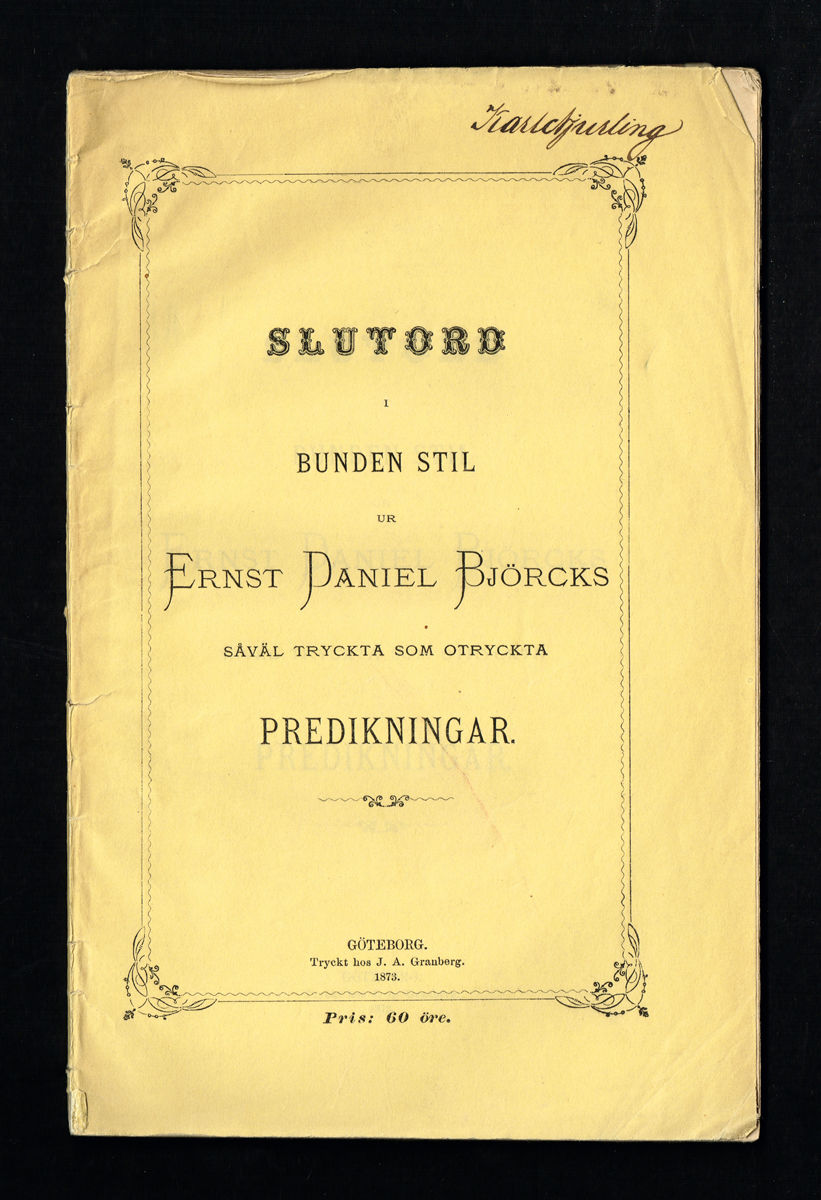 SLUTORD
I
BUNDEN STIL
UR
ERNST DANIEL BJÖRCKS
SÅVÄL TRYCKTA SOM OTRYCKTA
PREDIKNINGAR.
GÖTEBORG.
Tryckt hos J. A. Granberg.
1873.
Pris: 60 öre.